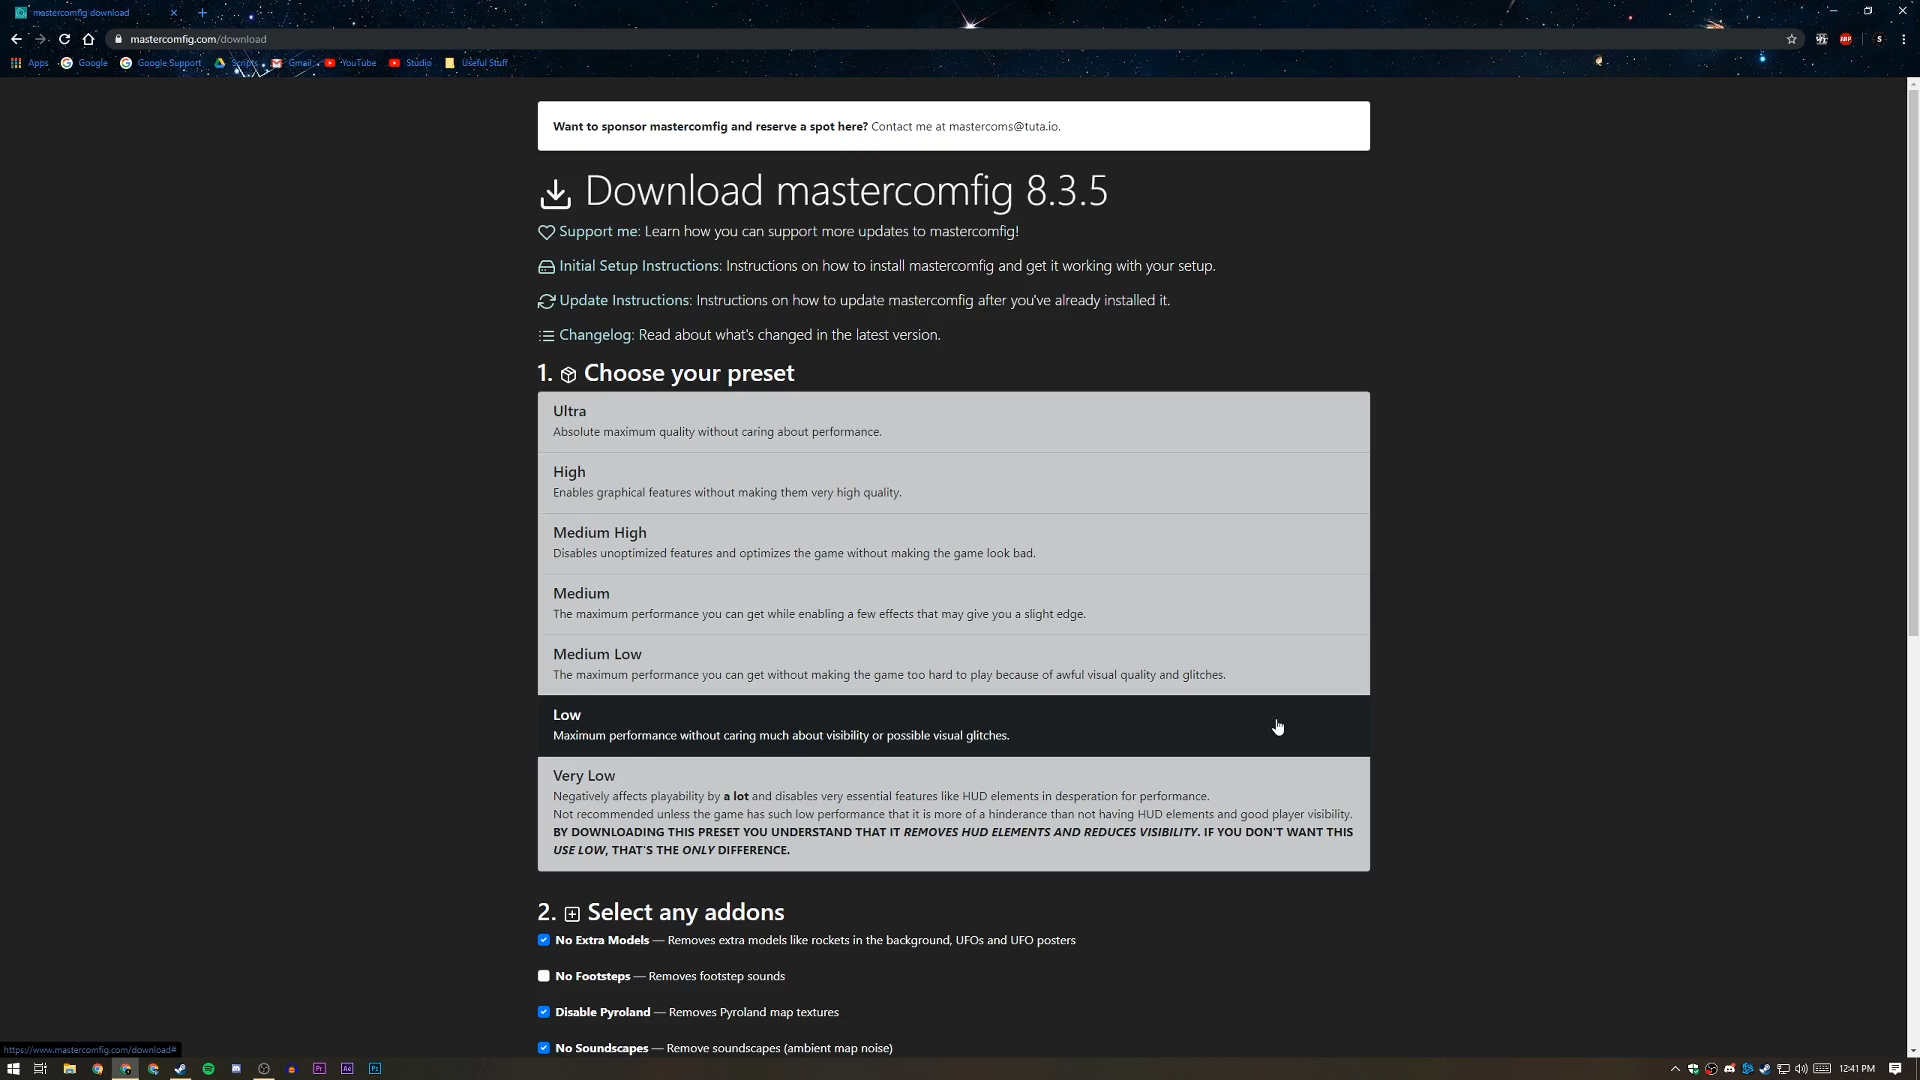 mastercomfig download
mastercomfig.com/download
Apps Google Google Support Scripts Gmail YouTube Studio Useful Stuff
Want to sponsor mastercomfig and reserve a spot here? Contact me at mastercoms@tuta.io.
Download mastercomfig 8.3.5
Support me: Learn how you can support more updates to mastercomfig!
Initial Setup Instructions: Instructions on how to install mastercomfig and get it working with your setup.
Update Instructions: Instructions on how to update mastercomfig after you've already installed it.
Changelog: Read about what's changed in the latest version.
1. Choose your preset
Ultra
Absolute maximum quality without caring about performance.
High
Enables graphical features without making them very high quality.
Medium High
Disables unoptimized features and optimizes the game without making the game look bad.
Medium
The maximum performance you can get while enabling a few effects that may give you a slight edge.
Medium Low
The maximum performance you can get without making the game too hard to play because of awful visual quality and glitches.
Low
Maximum performance without caring much about visibility or possible visual glitches.
Very Low
Negatively affects playability by a lot and disables very essential features like HUD elements in desperation for performance.
Not recommended unless the game has such low performance that it is more of a hinderance than not having HUD elements and good player visibility.
BY DOWNLOADING THIS PRESET YOU UNDERSTAND THAT IT REMOVES HUD ELEMENTS AND REDUCES VISIBILITY. IF YOU DON'T WANT THIS
USE LOW, THAT'S THE ONLY DIFFERENCE.
2. Select any addons
No Extra Models — Removes extra models like rockets in the background, UFOs and UFO posters
No Footsteps — Removes footstep sounds
Disable Pyroland — Removes Pyroland map textures
No Soundscapes — Remove soundscapes (ambient map noise)
https://www.mastercomfig.com/download#
Pr Ae Ps
12:41 PM